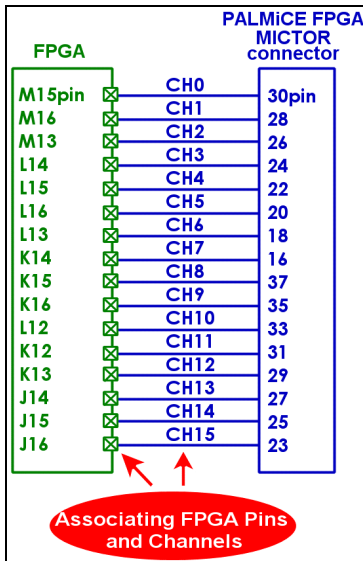 PALMiCE FPGA
MICTOR
connector
FPGA
M15pin CH0 30pin
M16 CH1 28
M13 CH2 26
L14 CH3 24
L15 CH4 22
L16 CH5 20
L13 CH6 18
K14 CH7 16
K15 CH8 37
K16 CH9 35
L12 CH10 33
K12 CH11 31
K13 CH12 29
J14 CH13 27
J15 CH14 25
J16 CH15 23
Associating FPGA Pins
and Channels